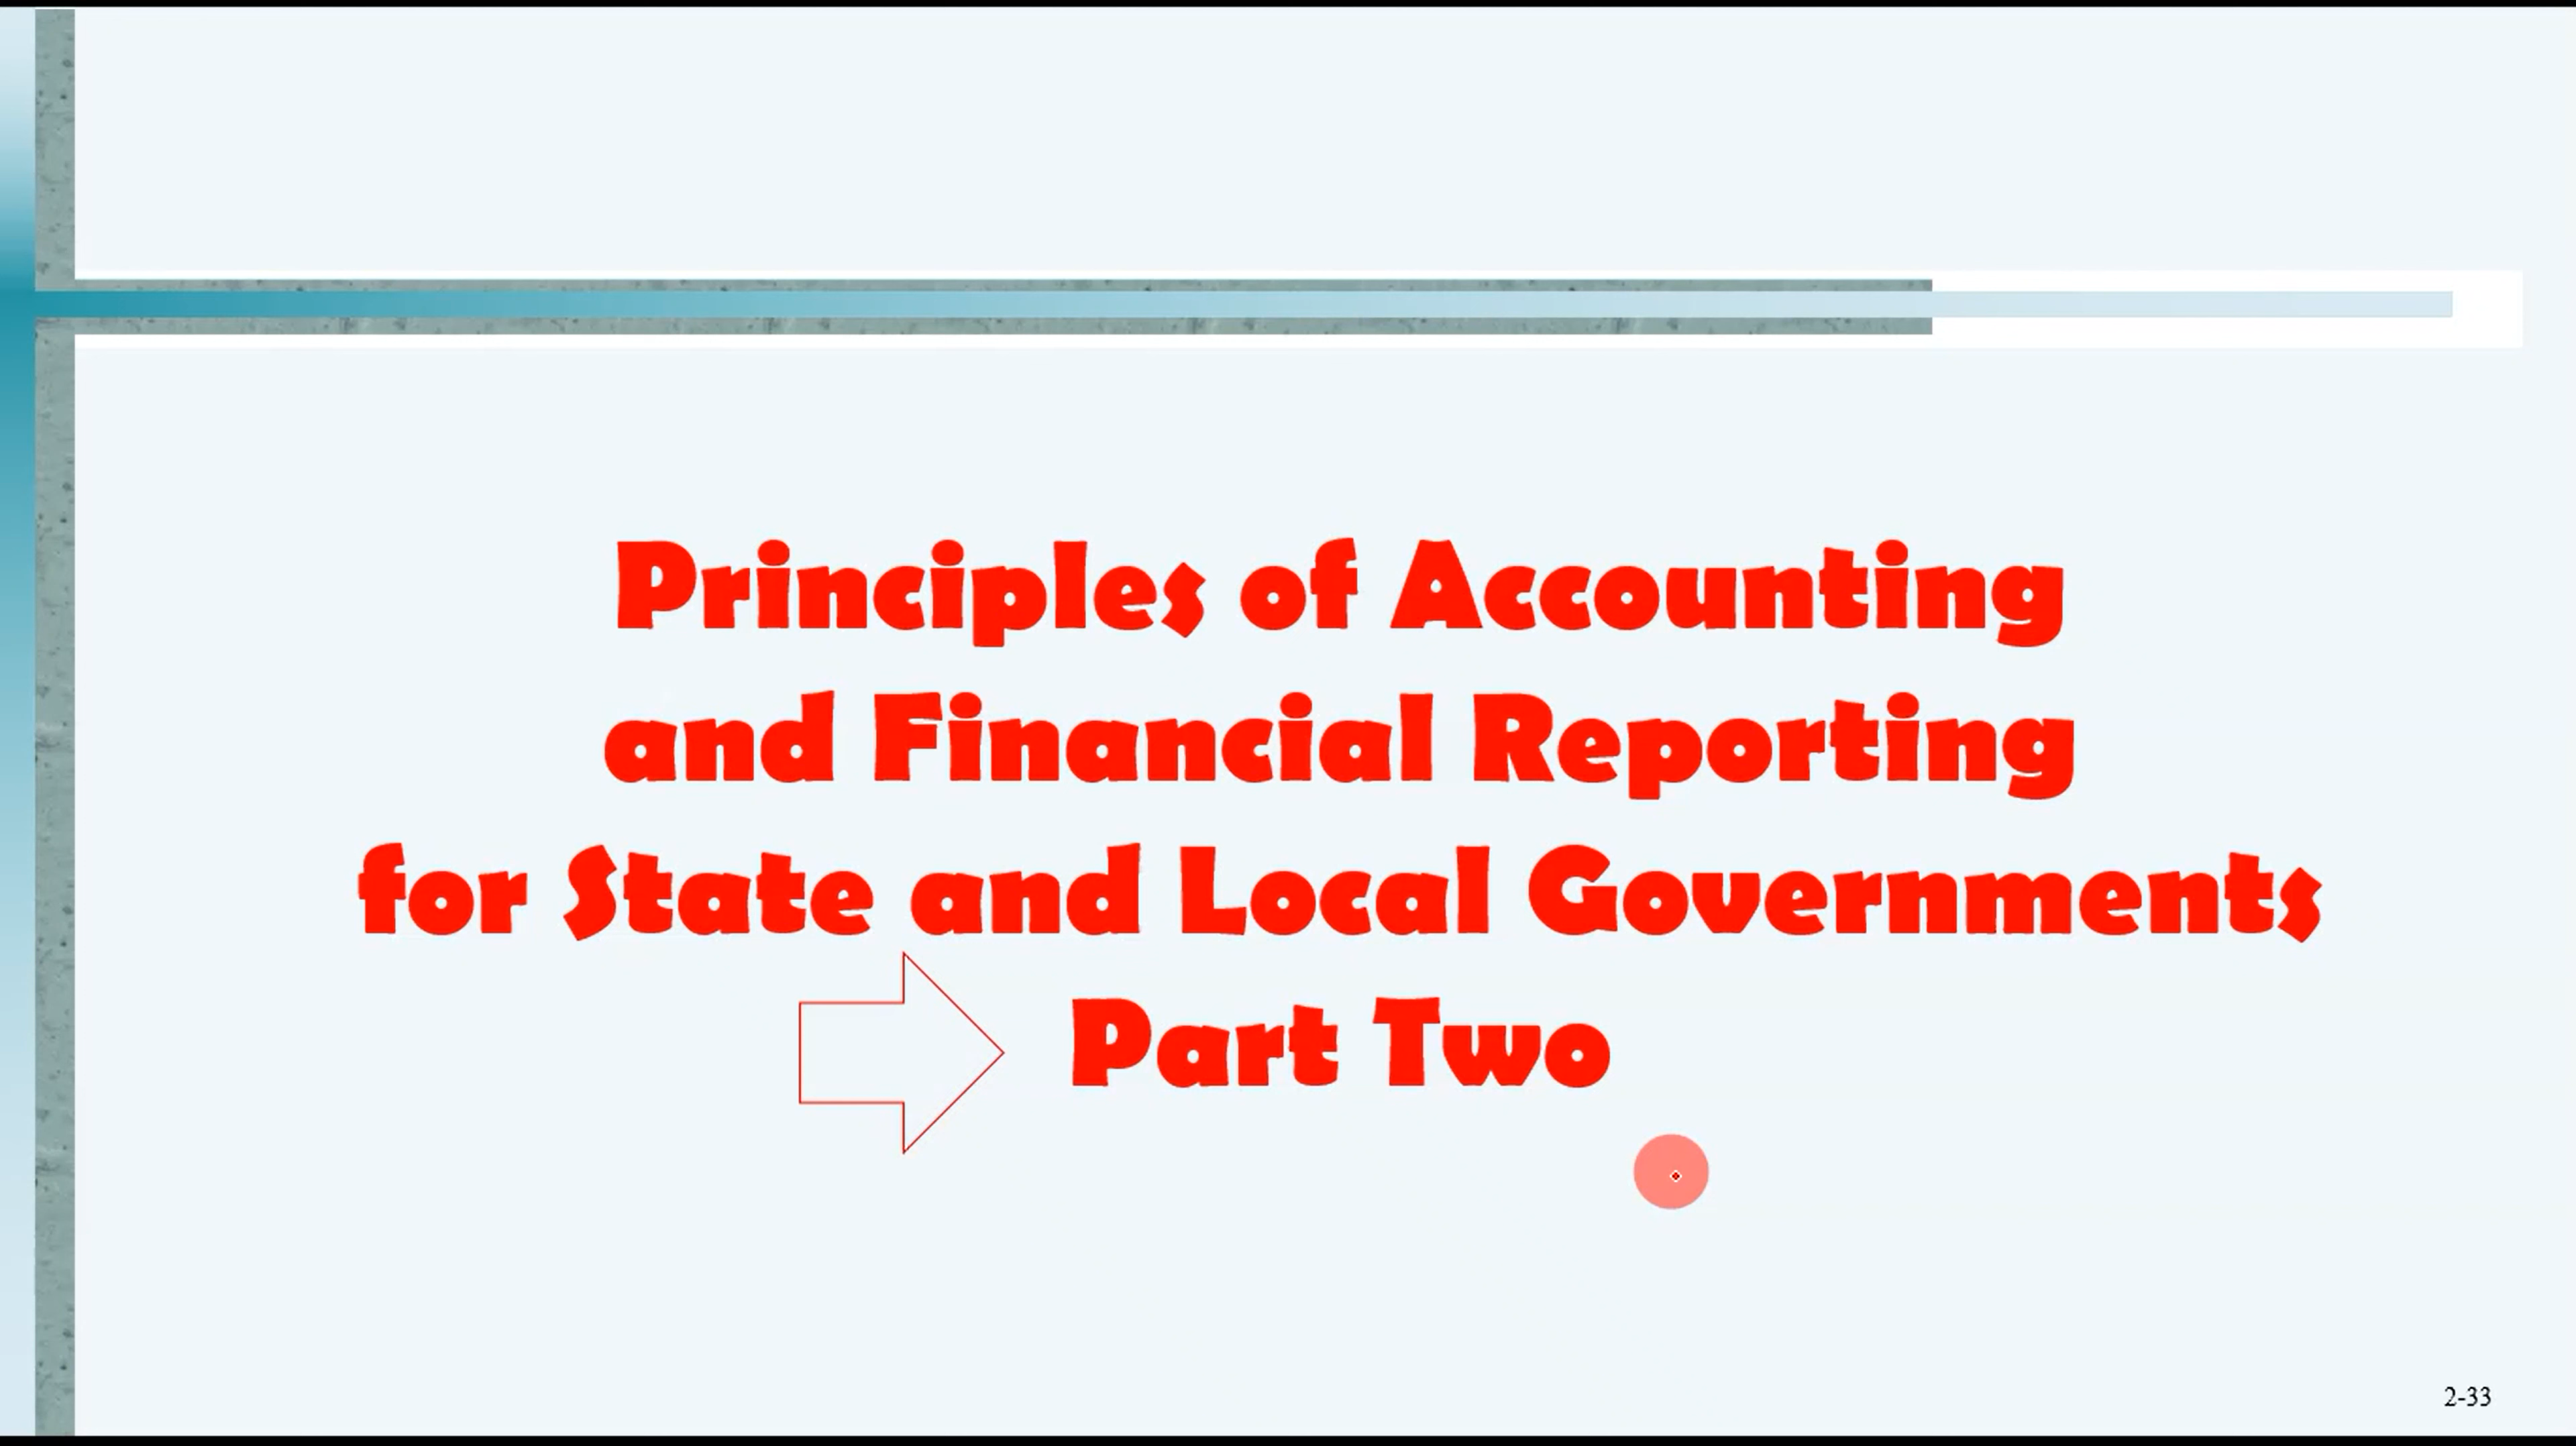 Principles of Accounting
and Financial Reporting
for State and Local Governments
Part Two
2-33